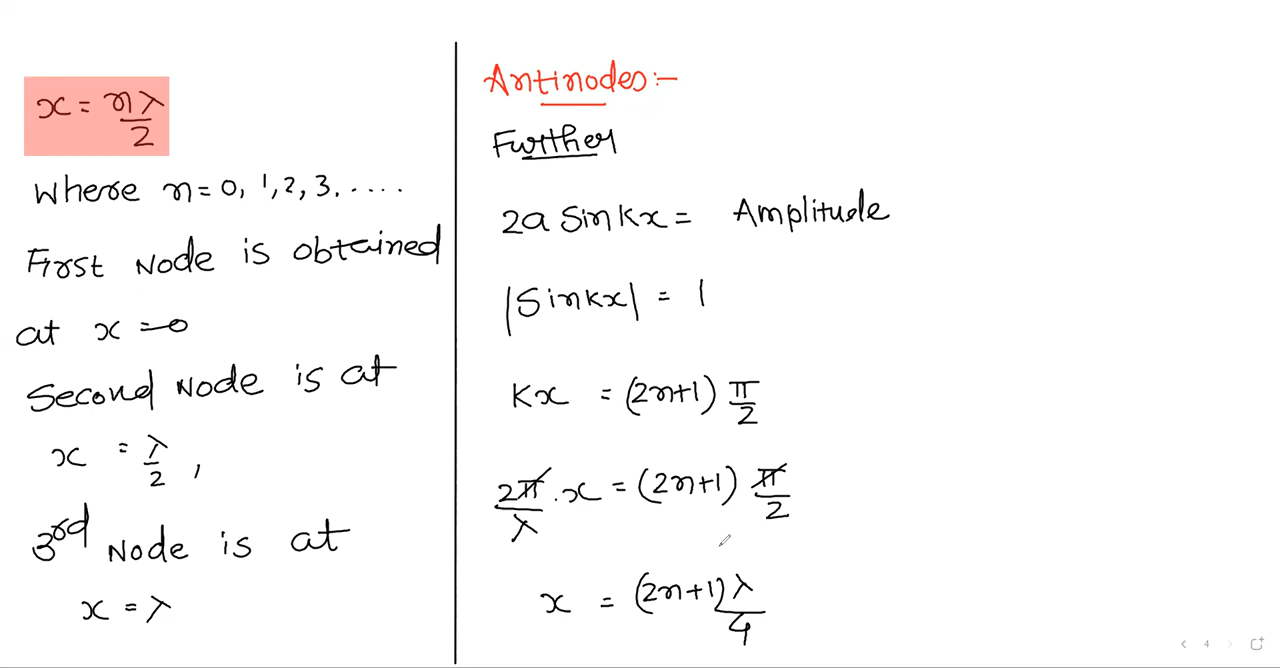 x = nλ/2
Where n = 0, 1, 2, 3, ....
First Node is obtained
at x = 0
Second Node is at
x = λ/2,
3rd Node is at
x = λ
Antinodes:-
Further
2a Sin Kx = Amplitude
|Sin Kx| = 1
Kx = (2n+1) π/2
2π/λ . x = (2n+1) π/2
x = (2n+1) λ/4
4